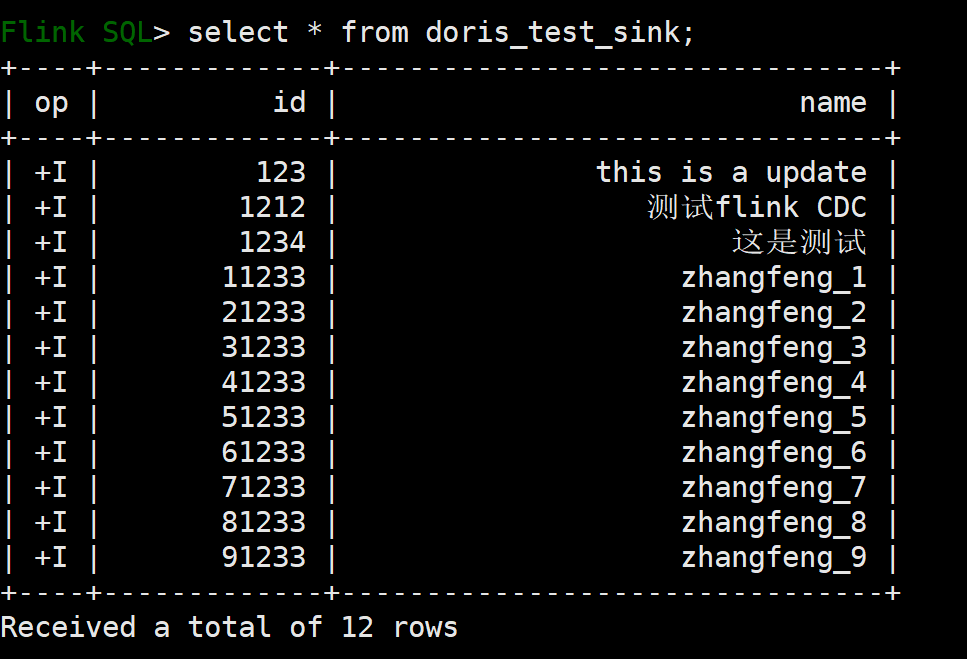 Flink SQL> select * from doris_test_sink;
+----+-------------+--------------------------------+
| op |          id |                           name |
+----+-------------+--------------------------------+
| +I |         123 |               this is a update |
| +I |        1212 |                  测试flink CDC |
| +I |        1234 |                       这是测试 |
| +I |       11233 |                    zhangfeng_1 |
| +I |       21233 |                    zhangfeng_2 |
| +I |       31233 |                    zhangfeng_3 |
| +I |       41233 |                    zhangfeng_4 |
| +I |       51233 |                    zhangfeng_5 |
| +I |       61233 |                    zhangfeng_6 |
| +I |       71233 |                    zhangfeng_7 |
| +I |       81233 |                    zhangfeng_8 |
| +I |       91233 |                    zhangfeng_9 |
+----+-------------+--------------------------------+
Received a total of 12 rows